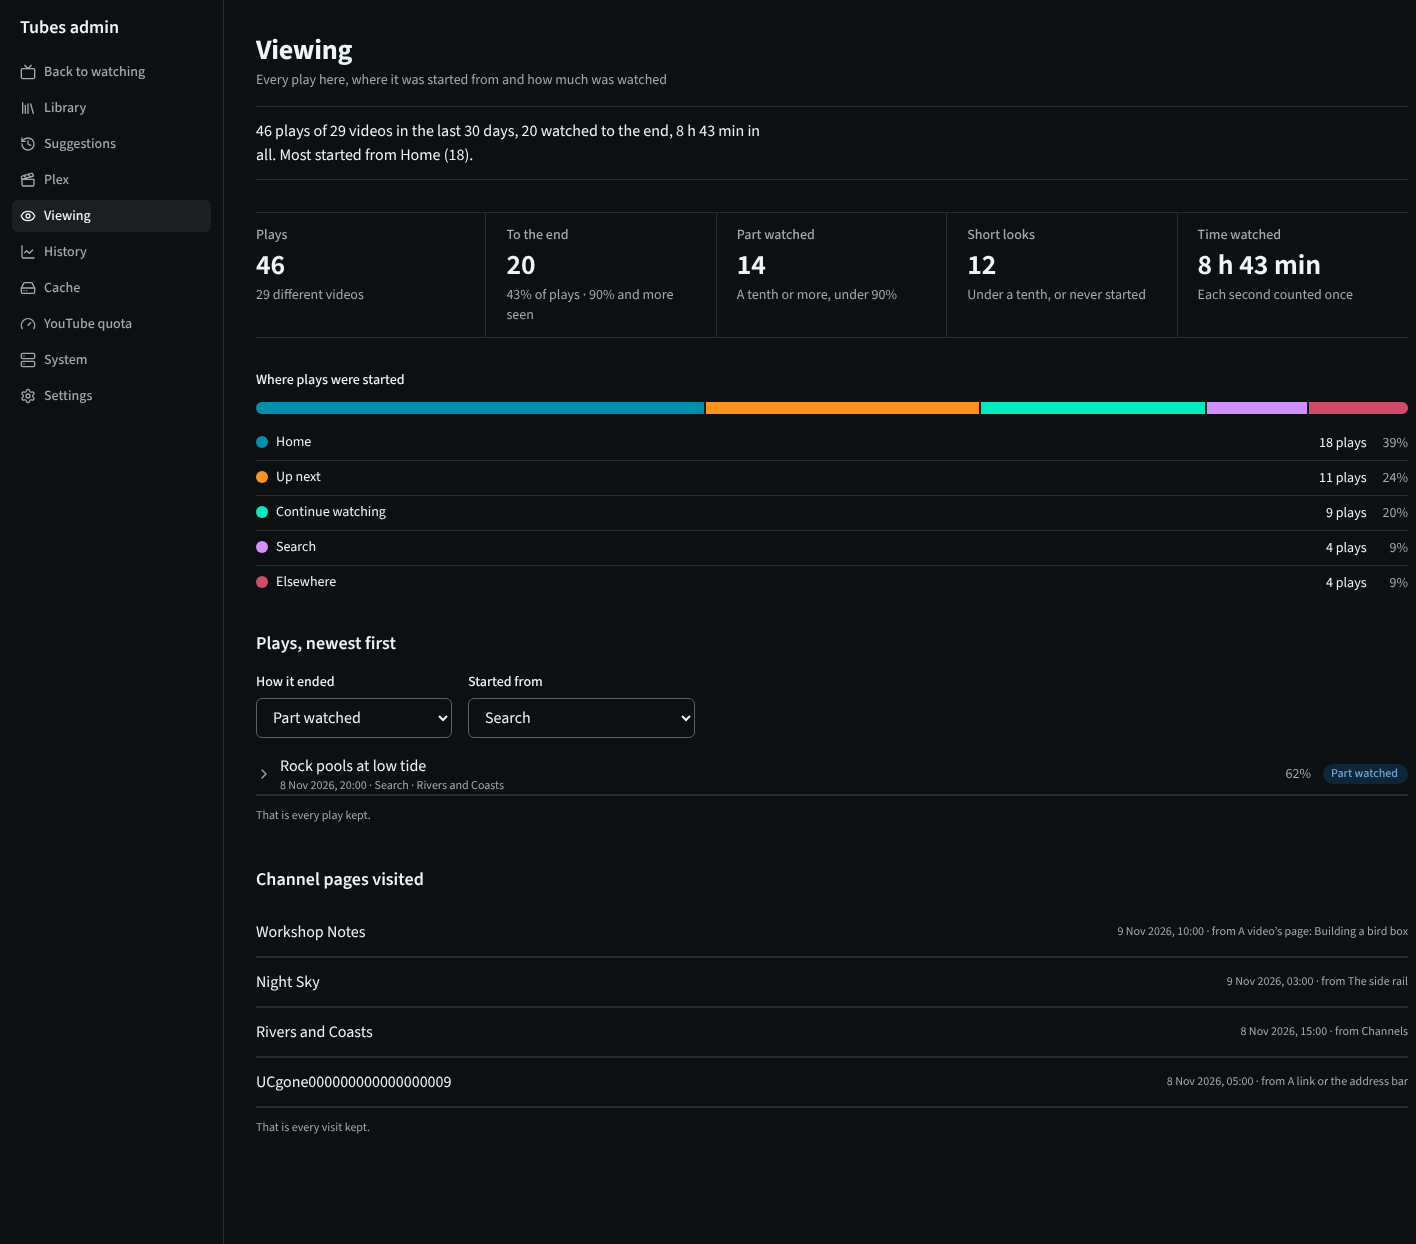 Tubes admin
Back to watching
Library
Suggestions
Plex
Viewing
History
Cache
YouTube quota
System
Settings
Viewing
Every play here, where it was started from and how much was watched
46 plays of 29 videos in the last 30 days, 20 watched to the end, 8 h 43 min in
all. Most started from Home (18).
Plays
46
29 different videos
To the end
20
43% of plays · 90% and more
seen
Part watched
14
A tenth or more, under 90%
Short looks
12
Under a tenth, or never started
Time watched
8 h 43 min
Each second counted once
Where plays were started
Home 18 plays 39%
Up next 11 plays 24%
Continue watching 9 plays 20%
Search 4 plays 9%
Elsewhere 4 plays 9%
Plays, newest first
How it ended Started from
Part watched Search
Rock pools at low tide
8 Nov 2026, 20:00 · Search · Rivers and Coasts
62% Part watched
That is every play kept.
Channel pages visited
Workshop Notes 9 Nov 2026, 10:00 · from A video's page: Building a bird box
Night Sky 9 Nov 2026, 03:00 · from The side rail
Rivers and Coasts 8 Nov 2026, 15:00 · from Channels
UCgone000000000000000009 8 Nov 2026, 05:00 · from A link or the address bar
That is every visit kept.